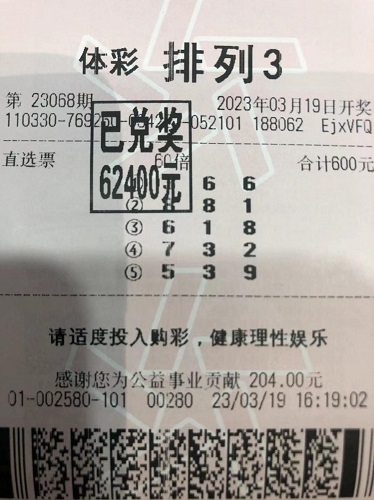 体彩 排列3
第 23068期 2023年03月19日开奖
052101 188062 EjxVFQ
直选票 60倍 合计600元
已兑奖
62400元
6 6
② 8 8 1
③ 6 1 8
④ 7 3 2
⑤ 5 3 9
请适度投入购彩,健康理性娱乐
感谢您为公益事业贡献 204.00元
01-002580-101 00280 23/03/19 16:19:02